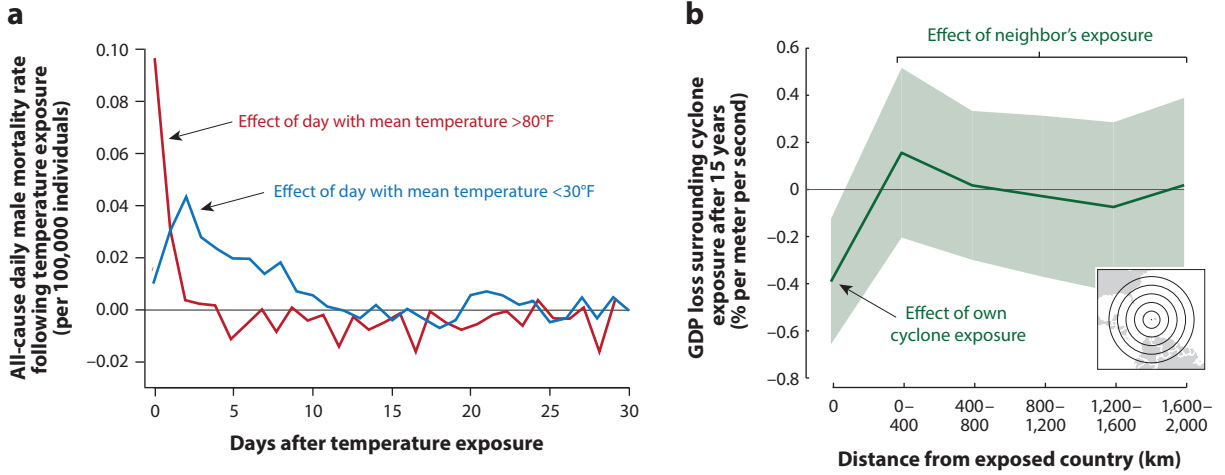 a
All-cause daily male mortality rate
following temperature exposure
(per 100,000 individuals)
0.10
0.08
0.06
0.04
0.02
0.00
−0.02
Effect of day with mean temperature >80°F
Effect of day with mean temperature <30°F
0 5 10 15 20 25 30
Days after temperature exposure
b
GDP loss surrounding cyclone
exposure after 15 years
(% per meter per second)
0.6
0.4
0.2
0
−0.2
−0.4
−0.6
−0.8
Effect of neighbor's exposure
Effect of own
cyclone exposure
0 0– 400– 800– 1,200– 1,600–
400 800 1,200 1,600 2,000
Distance from exposed country (km)